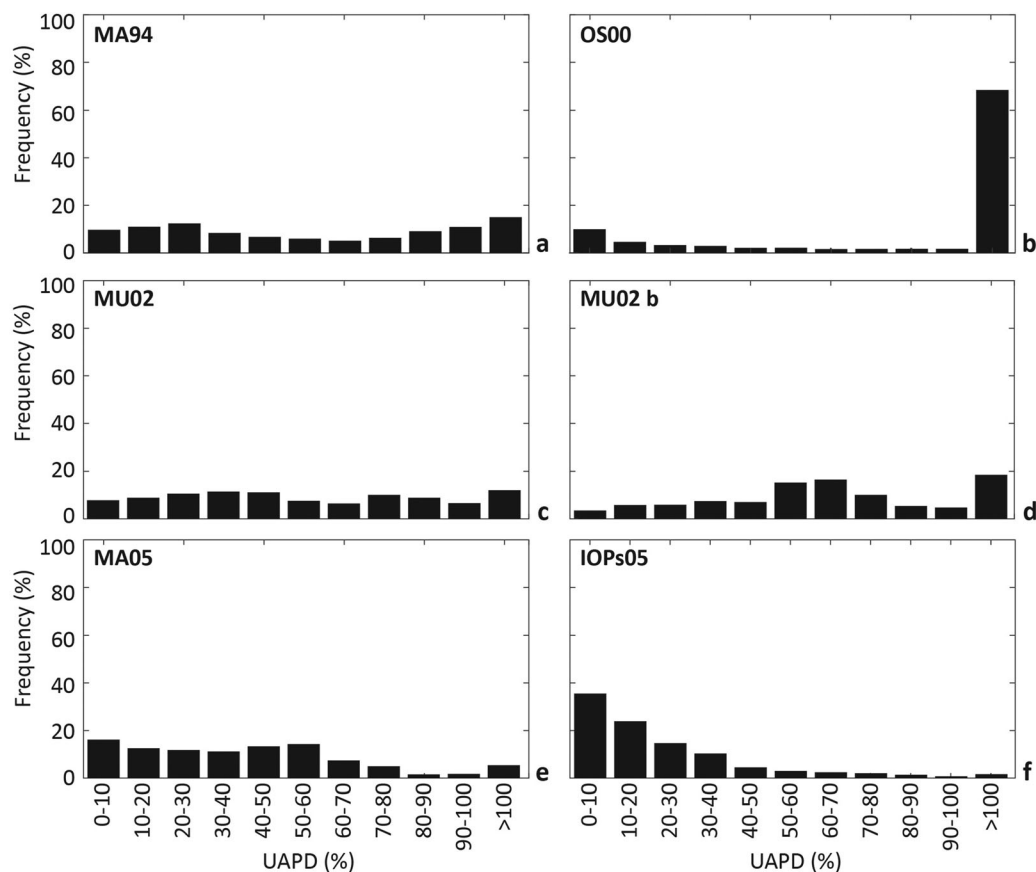 MA94
100
80
60
40
20
0
Frequency (%)
a
OS00
b
MU02
100
80
60
40
20
0
Frequency (%)
c
MU02 b
d
MA05
100
80
60
40
20
0
Frequency (%)
e
0-10
10-20
20-30
30-40
40-50
50-60
60-70
70-80
80-90
90-100
>100
UAPD (%)
IOPs05
f
0-10
10-20
20-30
30-40
40-50
50-60
60-70
70-80
80-90
90-100
>100
UAPD (%)